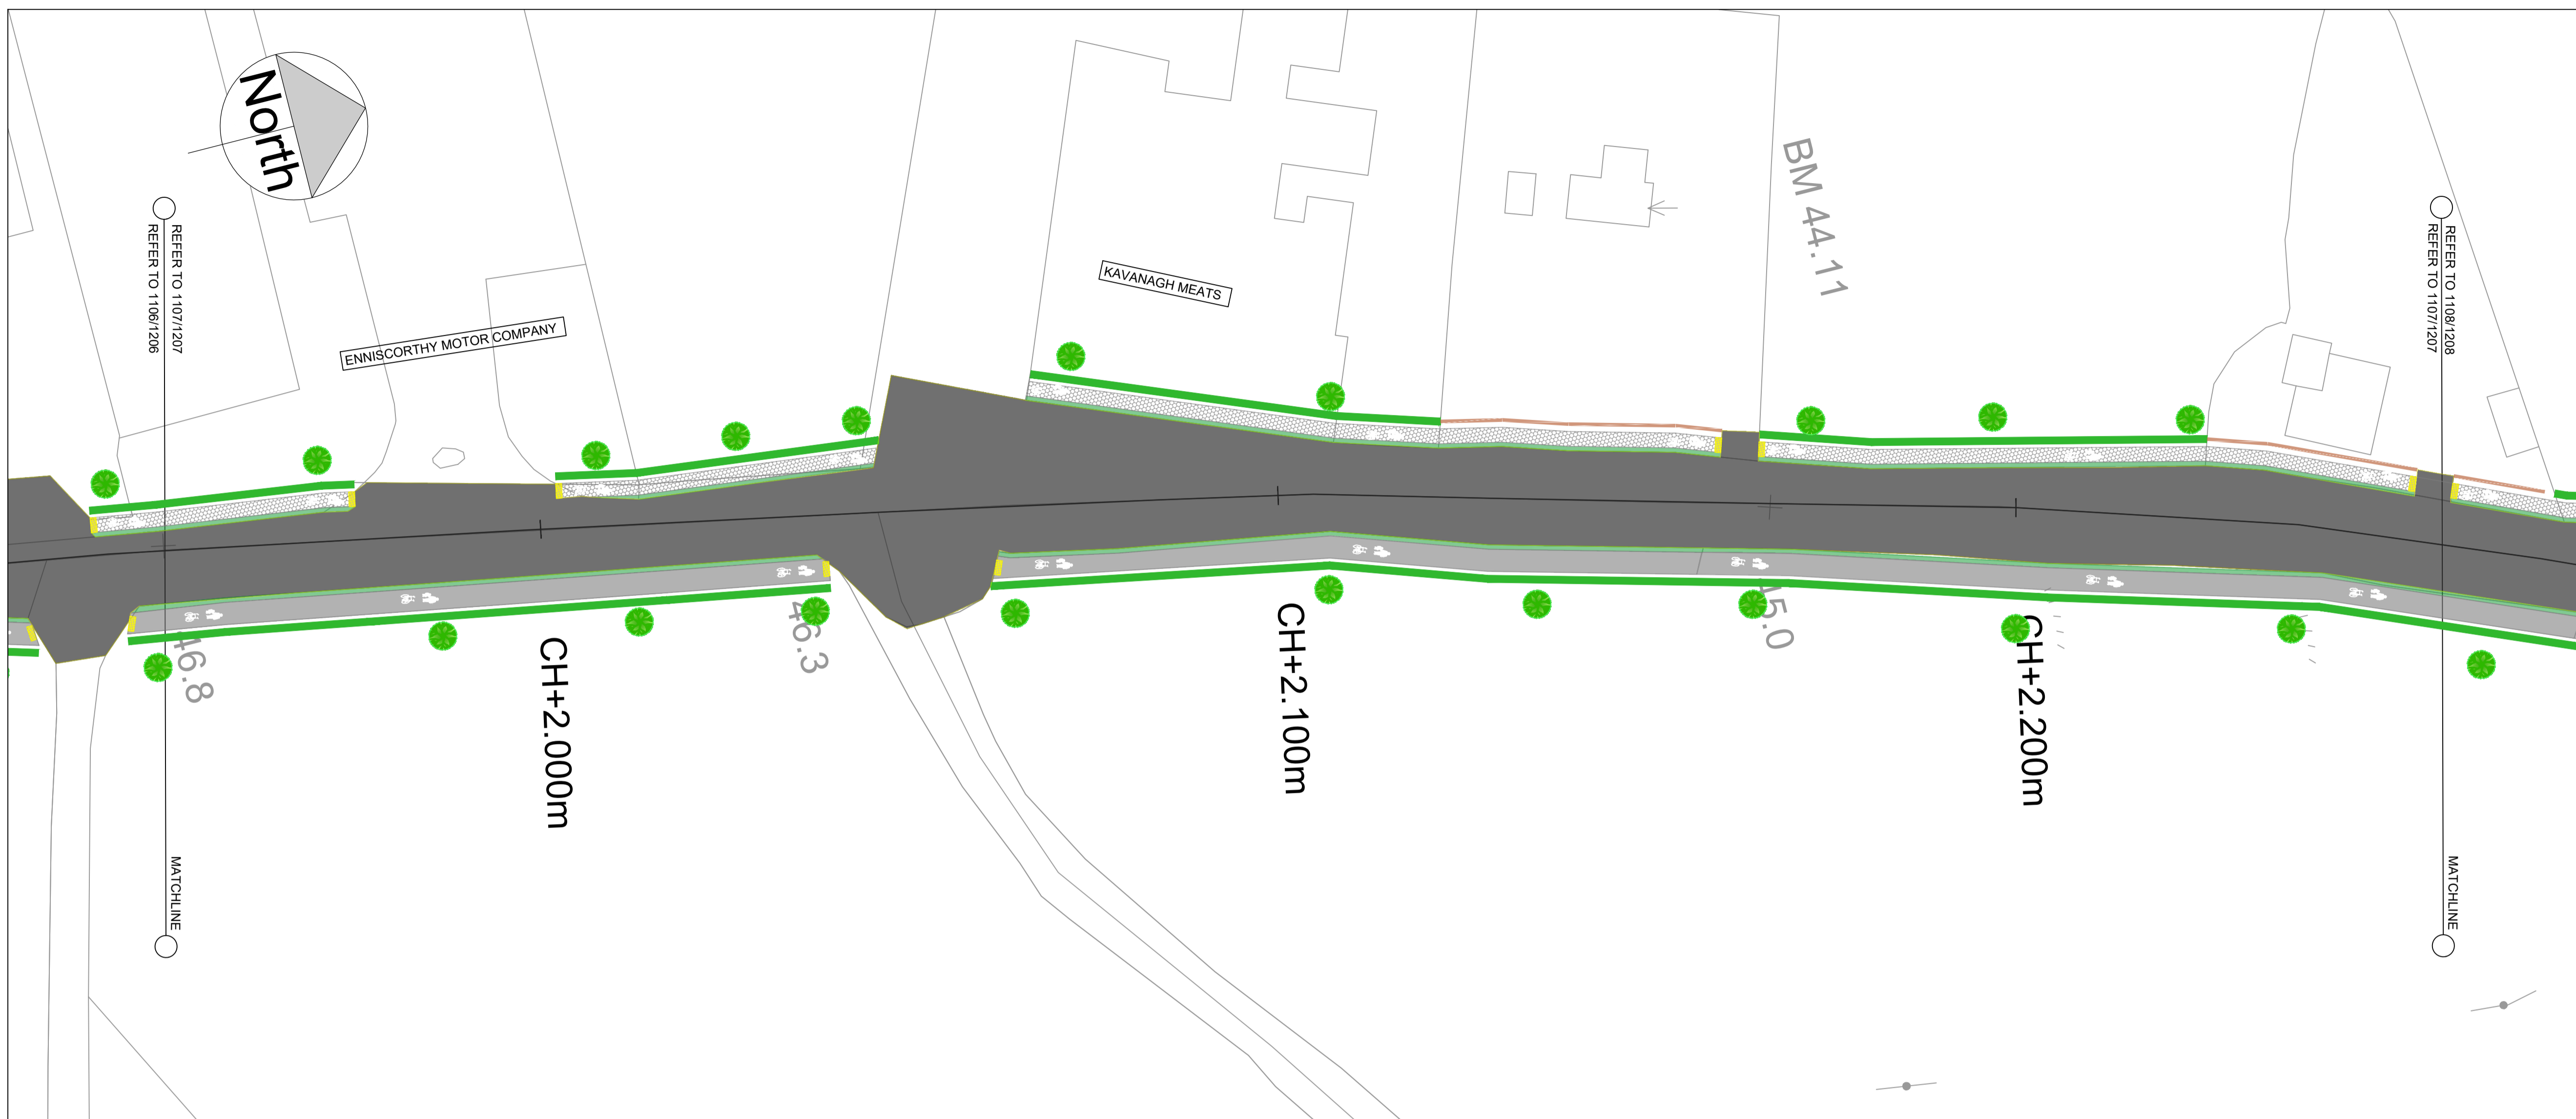 North
REFER TO 1107/1207
REFER TO 1106/1206
MATCHLINE
ENNISCORTHY MOTOR COMPANY
KAVANAGH MEATS
BM 44.11
REFER TO 1108/1208
REFER TO 1107/1207
MATCHLINE
46.8
CH+2.000m
46.3
CH+2.100m
45.0
CH+2.200m